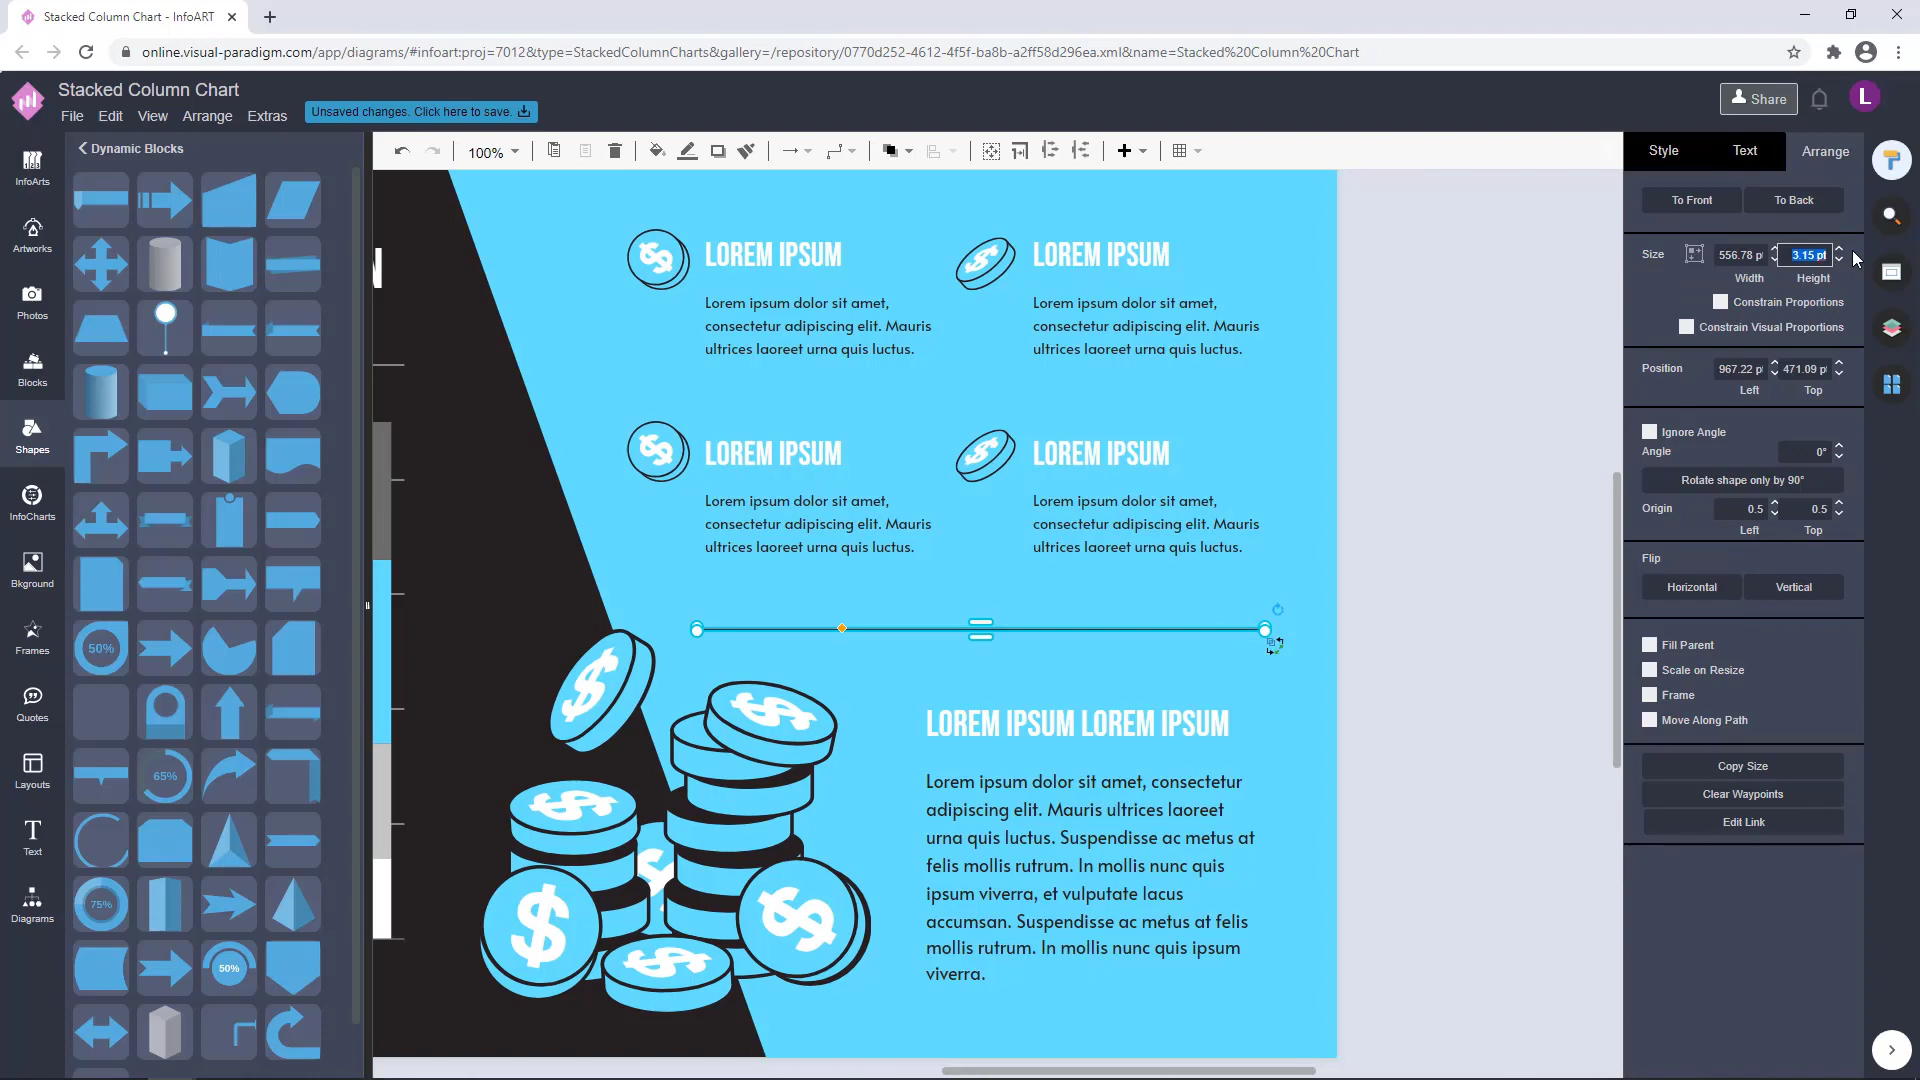 Stacked Column Chart - InfoART
online.visual-paradigm.com/app/diagrams/#infoart:proj=7012&type=StackedColumnCharts&gallery=/repository/0770d252-4612-4f5f-ba8b-a2ff58d296ea.xml&name=Stacked%20Column%20Chart
Stacked Column Chart
File Edit View Arrange Extras
Unsaved changes. Click here to save.
Share
L
InfoArts
Artworks
Photos
Blocks
Shapes
InfoCharts
Bkground
Frames
Quotes
Layouts
Text
Diagrams
Dynamic Blocks
50%
65%
75%
50%
100%
N
LOREM IPSUM
Lorem ipsum dolor sit amet,
consectetur adipiscing elit. Mauris
ultrices laoreet urna quis luctus.
LOREM IPSUM
Lorem ipsum dolor sit amet,
consectetur adipiscing elit. Mauris
ultrices laoreet urna quis luctus.
LOREM IPSUM
Lorem ipsum dolor sit amet,
consectetur adipiscing elit. Mauris
ultrices laoreet urna quis luctus.
LOREM IPSUM
Lorem ipsum dolor sit amet,
consectetur adipiscing elit. Mauris
ultrices laoreet urna quis luctus.
LOREM IPSUM LOREM IPSUM
Lorem ipsum dolor sit amet, consectetur
adipiscing elit. Mauris ultrices laoreet
urna quis luctus. Suspendisse ac metus at
felis mollis rutrum. In mollis nunc quis
ipsum viverra, et vulputate lacus
accumsan. Suspendisse ac metus at felis
mollis rutrum. In mollis nunc quis ipsum
viverra.
Style Text Arrange
To Front To Back
Size 556.78 pt 3.15 pt
Width Height
Constrain Proportions
Constrain Visual Proportions
Position 967.22 pt 471.09 pt
Left Top
Ignore Angle
Angle 0°
Rotate shape only by 90°
Origin 0.5 0.5
Left Top
Flip
Horizontal Vertical
Fill Parent
Scale on Resize
Frame
Move Along Path
Copy Size
Clear Waypoints
Edit Link